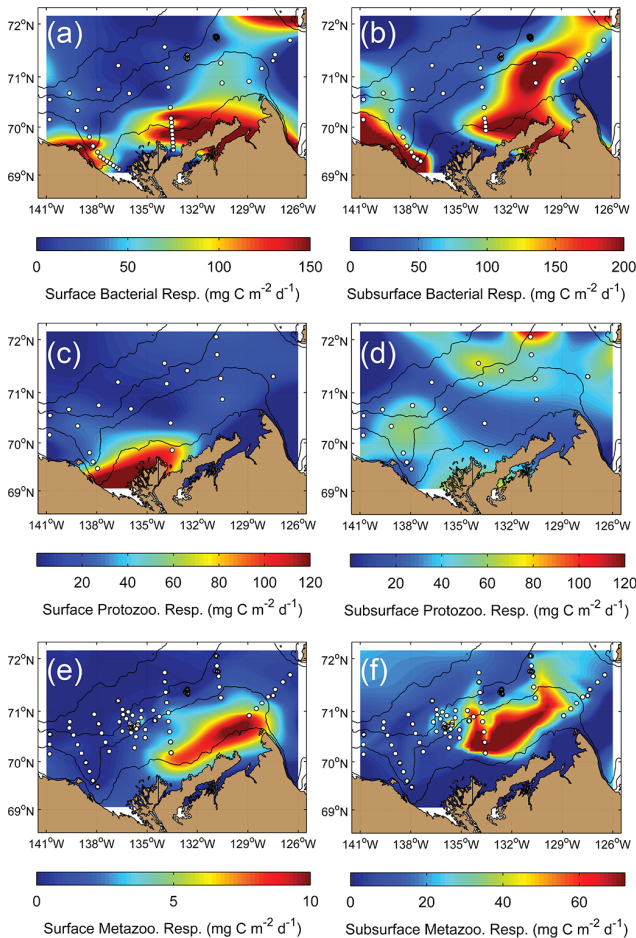 (a) (b)
72°N 72°N
71°N 71°N
70°N 70°N
69°N 69°N
141°W 138°W 135°W 132°W 129°W 126°W 141°W 138°W 135°W 132°W 129°W 126°W
0 50 100 150 0 50 100 150 200
Surface Bacterial Resp. (mg C m⁻² d⁻¹) Subsurface Bacterial Resp. (mg C m⁻² d⁻¹)
(c) (d)
72°N 72°N
71°N 71°N
70°N 70°N
69°N 69°N
141°W 138°W 135°W 132°W 129°W 126°W 141°W 138°W 135°W 132°W 129°W 126°W
20 40 60 80 100 120 20 40 60 80 100 120
Surface Protozoo. Resp. (mg C m⁻² d⁻¹) Subsurface Protozoo. Resp. (mg C m⁻² d⁻¹)
(e) (f)
72°N 72°N
71°N 71°N
70°N 70°N
69°N 69°N
141°W 138°W 135°W 132°W 129°W 126°W 141°W 138°W 135°W 132°W 129°W 126°W
0 5 10 0 20 40 60
Surface Metazoo. Resp. (mg C m⁻² d⁻¹) Subsurface Metazoo. Resp. (mg C m⁻² d⁻¹)